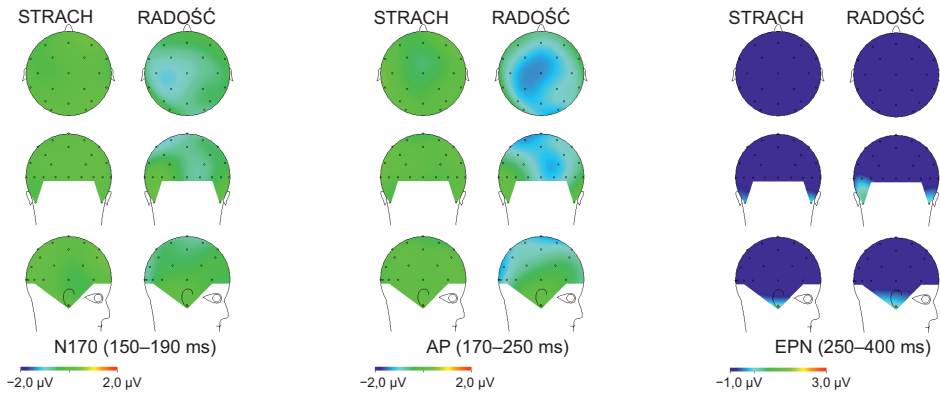 STRACH RADOŚĆ
STRACH RADOŚĆ
STRACH RADOŚĆ
N170 (150–190 ms)
AP (170–250 ms)
EPN (250–400 ms)
−2,0 μV 2,0 μV
−2,0 μV 2,0 μV
−1,0 μV 3,0 μV